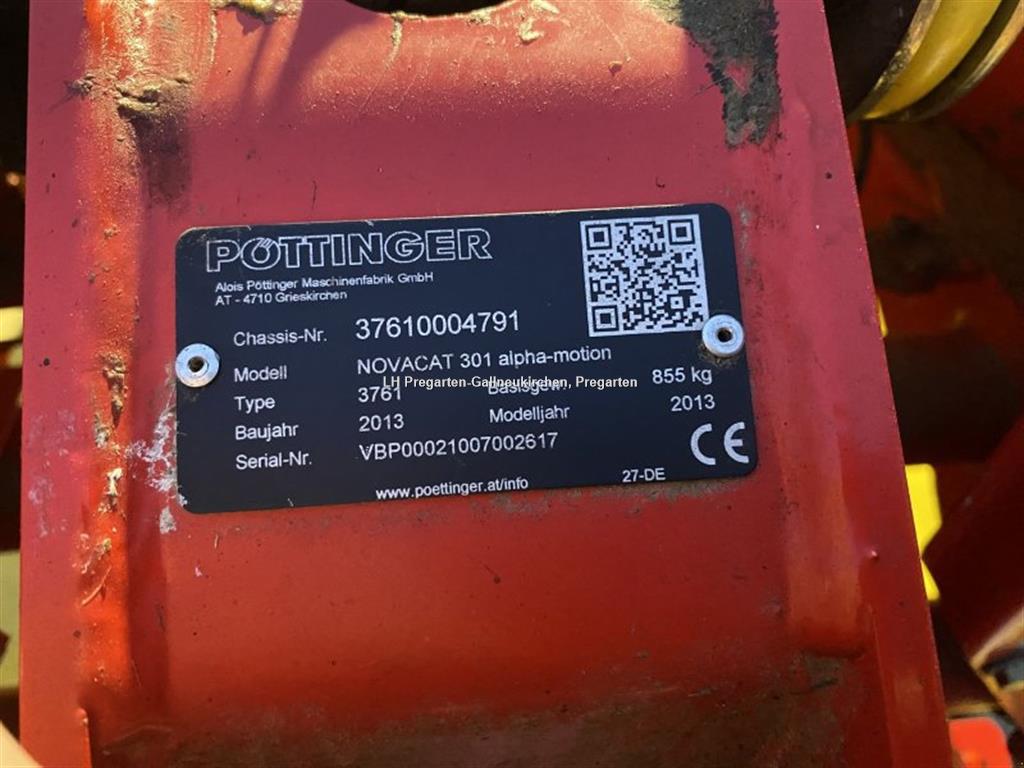 PÖTTINGER
Alois Pöttinger Maschinenfabrik GmbH
AT - 4710 Grieskirchen
Chassis-Nr. 37610004791
Modell NOVACAT 301 alpha-motion
LH Pregarten-Gallneukirchen, Pregarten
Type 3761 Basisgew. 855 kg
Baujahr 2013 Modelljahr 2013
Serial-Nr. VBP00021007002617
CE
www.poettinger.at/info 27-DE